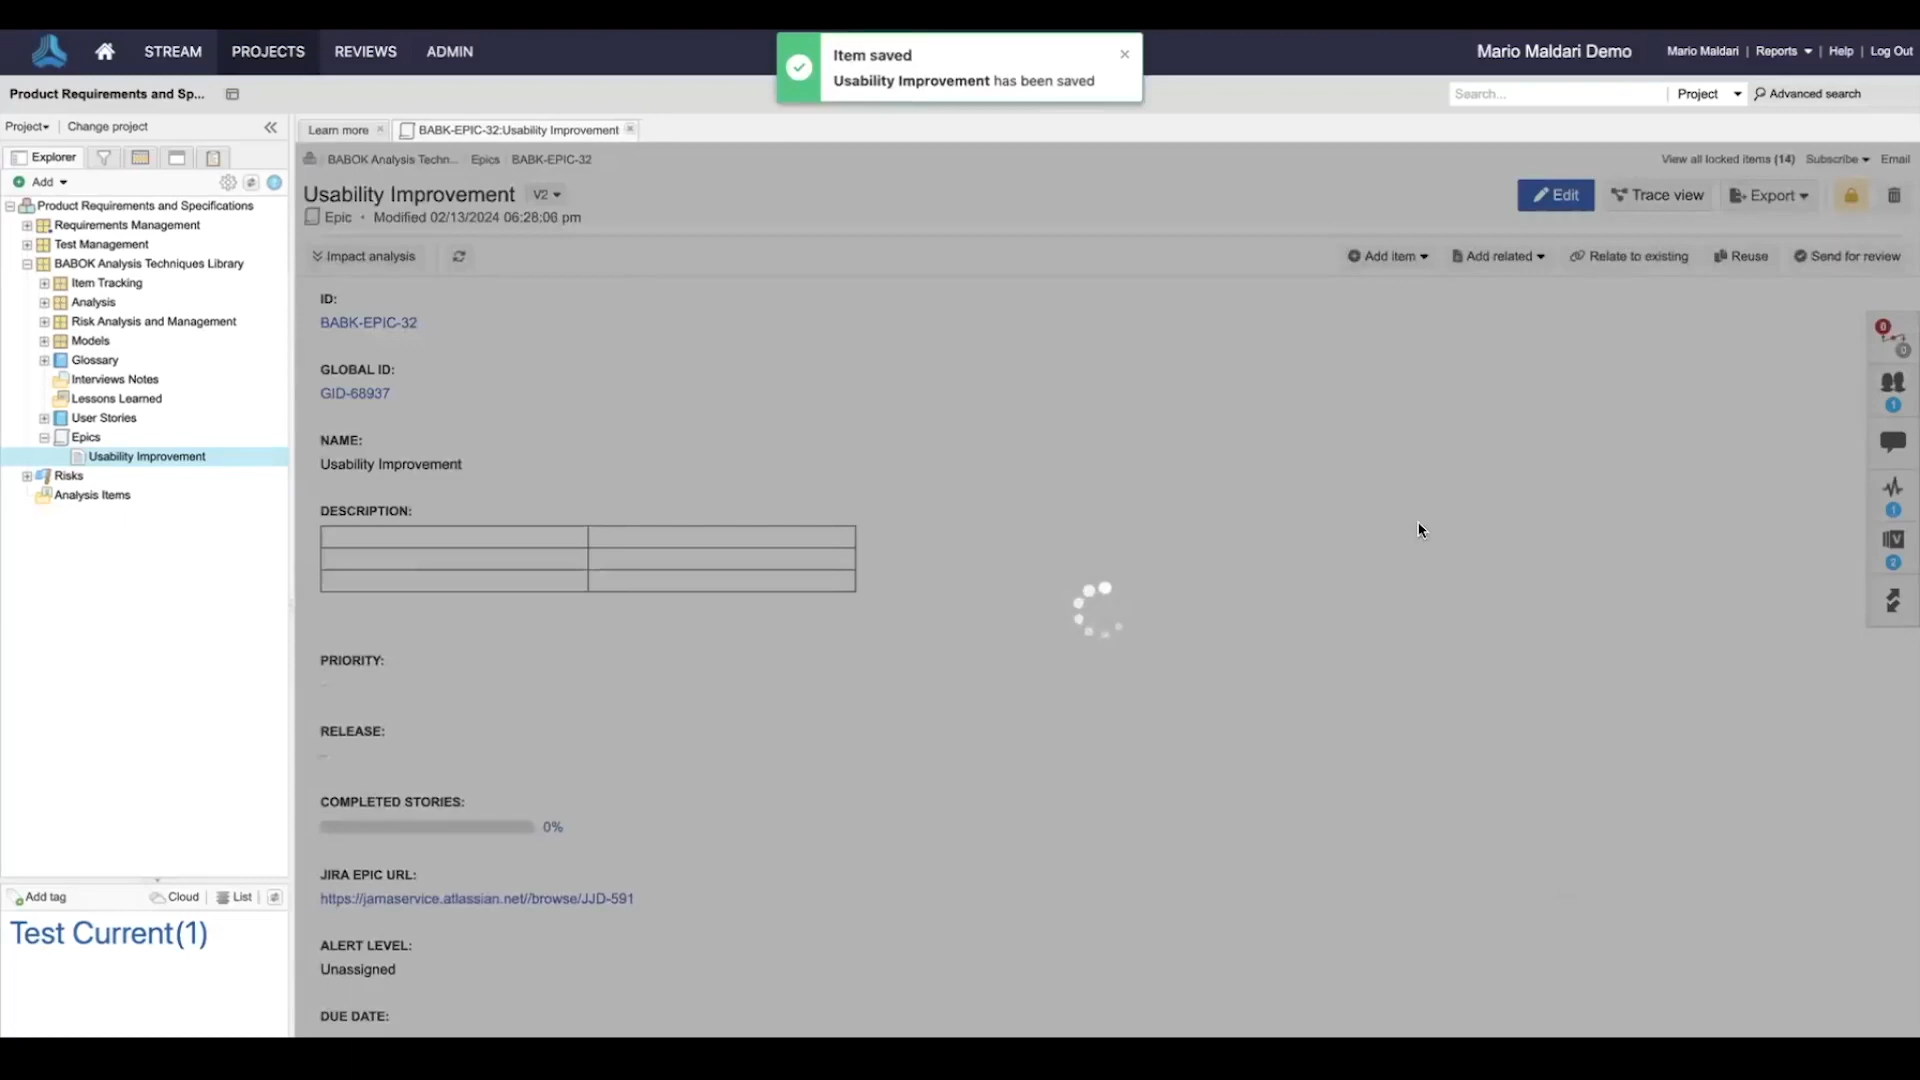 STREAM PROJECTS REVIEWS ADMIN
Item saved
Usability Improvement has been saved
Mario Maldari Demo Mario Maldari | Reports | Help | Log Out
Product Requirements and Sp...
Search... Project Advanced search
Project | Change project
Learn more
BABK-EPIC-32:Usability Improvement
Explorer
Add
BABOK Analysis Techn... Epics BABK-EPIC-32
View all locked items (14) Subscribe Email
Usability Improvement V2
Edit Trace view Export
Epic • Modified 02/13/2024 06:28:06 pm
Impact analysis
Add item Add related Relate to existing Reuse Send for review
Product Requirements and Specifications
Requirements Management
Test Management
BABOK Analysis Techniques Library
Item Tracking
Analysis
Risk Analysis and Management
Models
Glossary
Interviews Notes
Lessons Learned
User Stories
Epics
Usability Improvement
Risks
Analysis Items
Add tag Cloud | List
Test Current(1)
ID:
BABK-EPIC-32
GLOBAL ID:
GID-68937
NAME:
Usability Improvement
DESCRIPTION:
PRIORITY:
--
RELEASE:
--
COMPLETED STORIES:
0%
JIRA EPIC URL:
https://jamaservice.atlassian.net//browse/JJD-591
ALERT LEVEL:
Unassigned
DUE DATE:
0
0
1
1
V
2